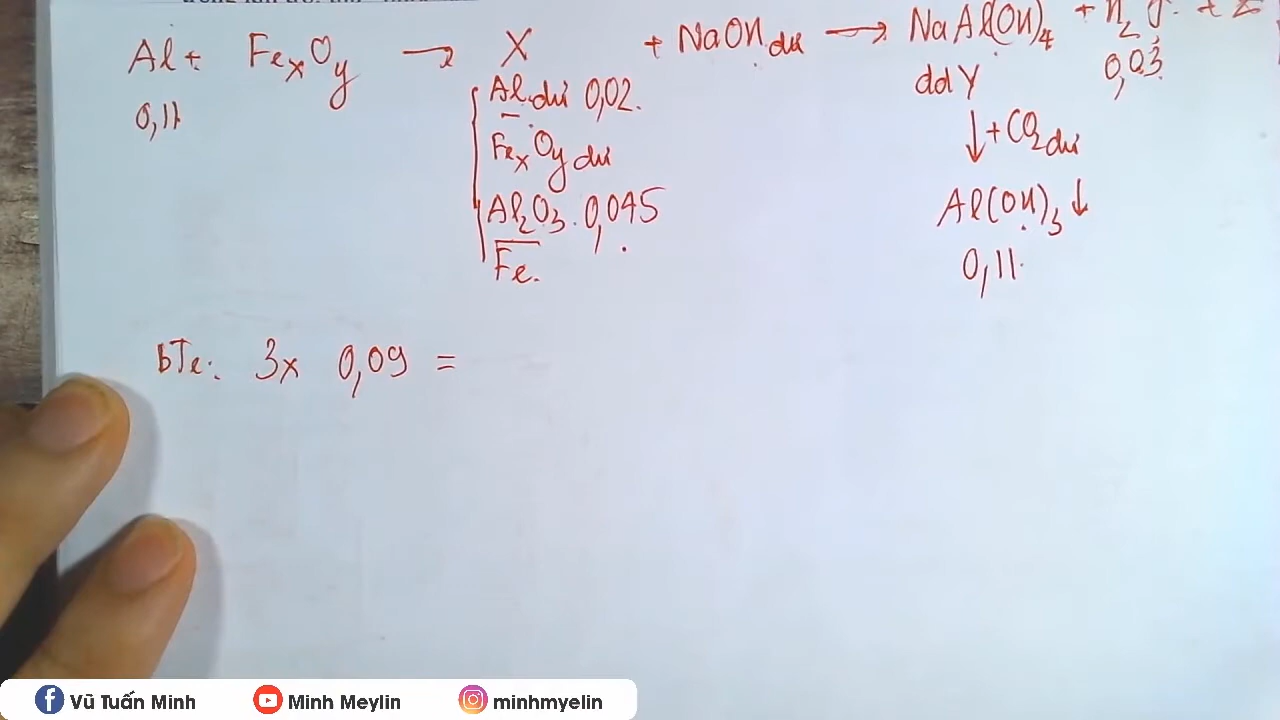 Al + FexOy → X + NaOH dư → NaAl(OH)4 + H2 ↑ + Z
0,11
Al dư 0,02
ddY
0,03
FexOy dư
↓ + CO2 dư
Al2O3 . 0,045
Al(OH)3 ↓
Fe.
0,11
bTe: 3x 0,09 =
Vũ Tuấn Minh
Minh Meylin
minhmyelin